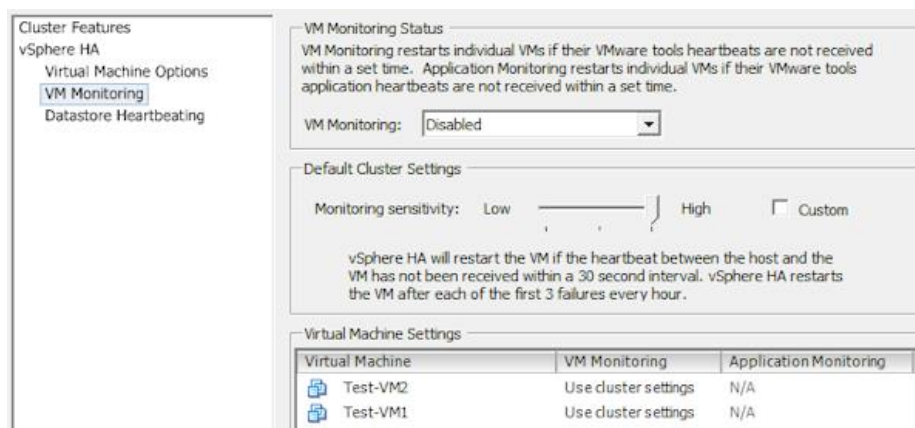 Cluster Features
vSphere HA
Virtual Machine Options
VM Monitoring
Datastore Heartbeating
VM Monitoring Status
VM Monitoring restarts individual VMs if their VMware tools heartbeats are not received
within a set time. Application Monitoring restarts individual VMs if their VMware tools
application heartbeats are not received within a set time.
VM Monitoring: Disabled
Default Cluster Settings
Monitoring sensitivity: Low High Custom
vSphere HA will restart the VM if the heartbeat between the host and the
VM has not been received within a 30 second interval. vSphere HA restarts
the VM after each of the first 3 failures every hour.
Virtual Machine Settings
Virtual Machine VM Monitoring Application Monitoring
Test-VM2 Use cluster settings N/A
Test-VM1 Use cluster settings N/A